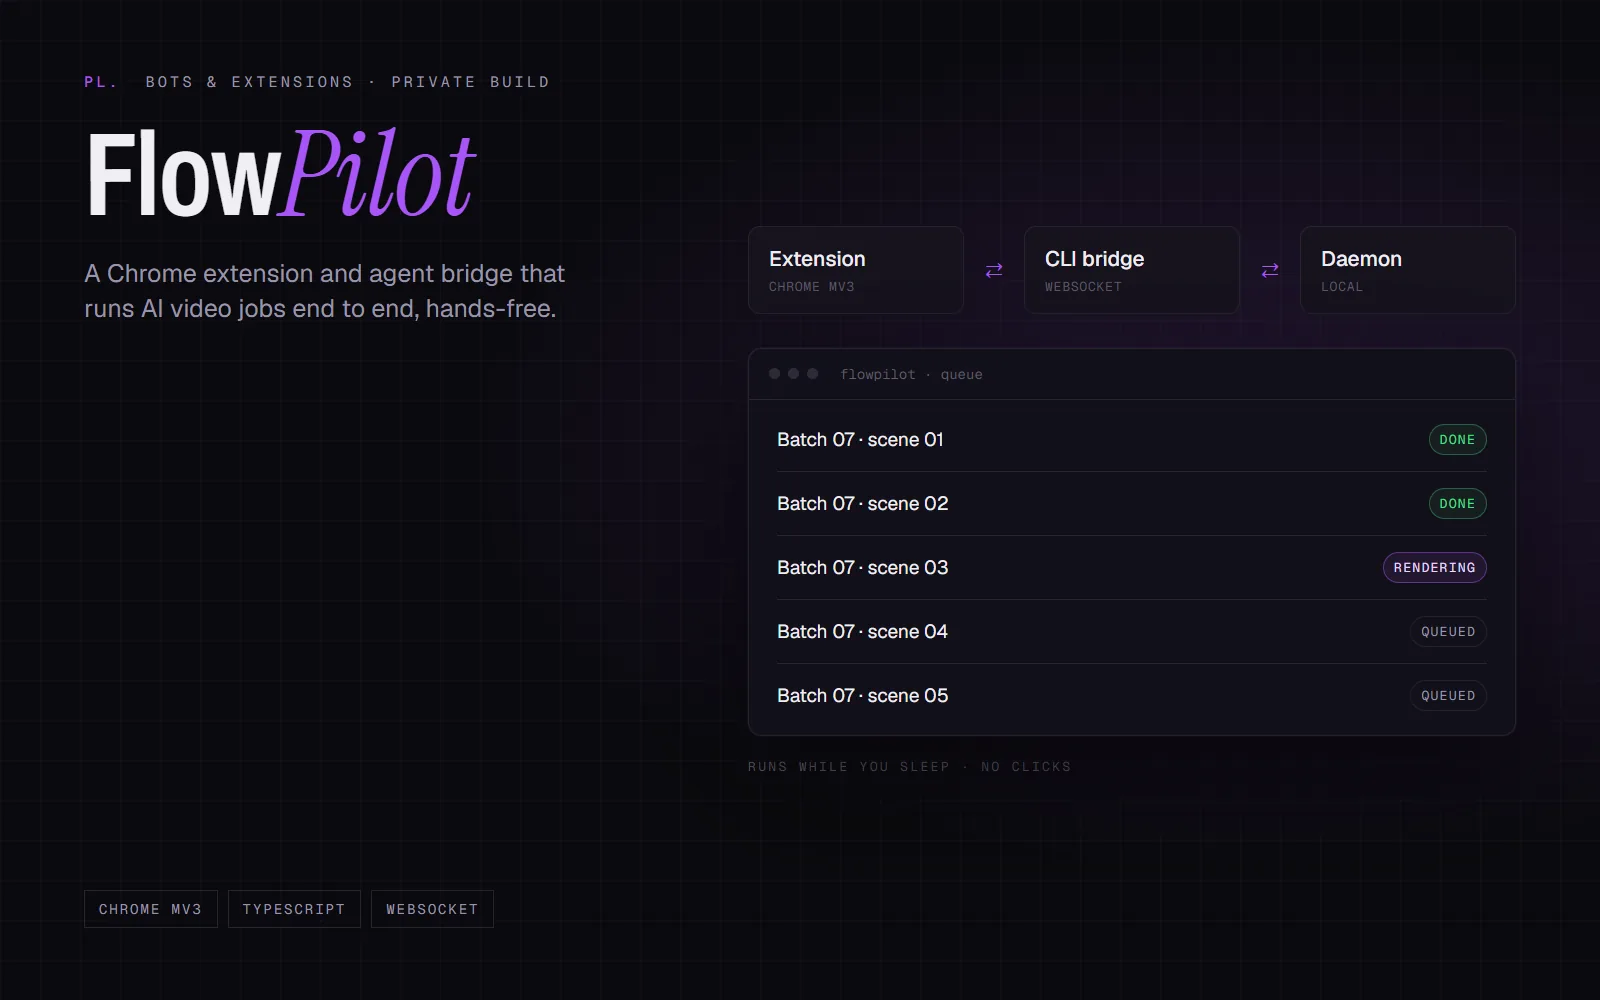 PL. BOTS & EXTENSIONS · PRIVATE BUILD
FlowPilot
A Chrome extension and agent bridge that
runs AI video jobs end to end, hands-free.
Extension
CHROME MV3
⇄
CLI bridge
WEBSOCKET
⇄
Daemon
LOCAL
flowpilot · queue
Batch 07 · scene 01 DONE
Batch 07 · scene 02 DONE
Batch 07 · scene 03 RENDERING
Batch 07 · scene 04 QUEUED
Batch 07 · scene 05 QUEUED
RUNS WHILE YOU SLEEP · NO CLICKS
CHROME MV3 TYPESCRIPT WEBSOCKET